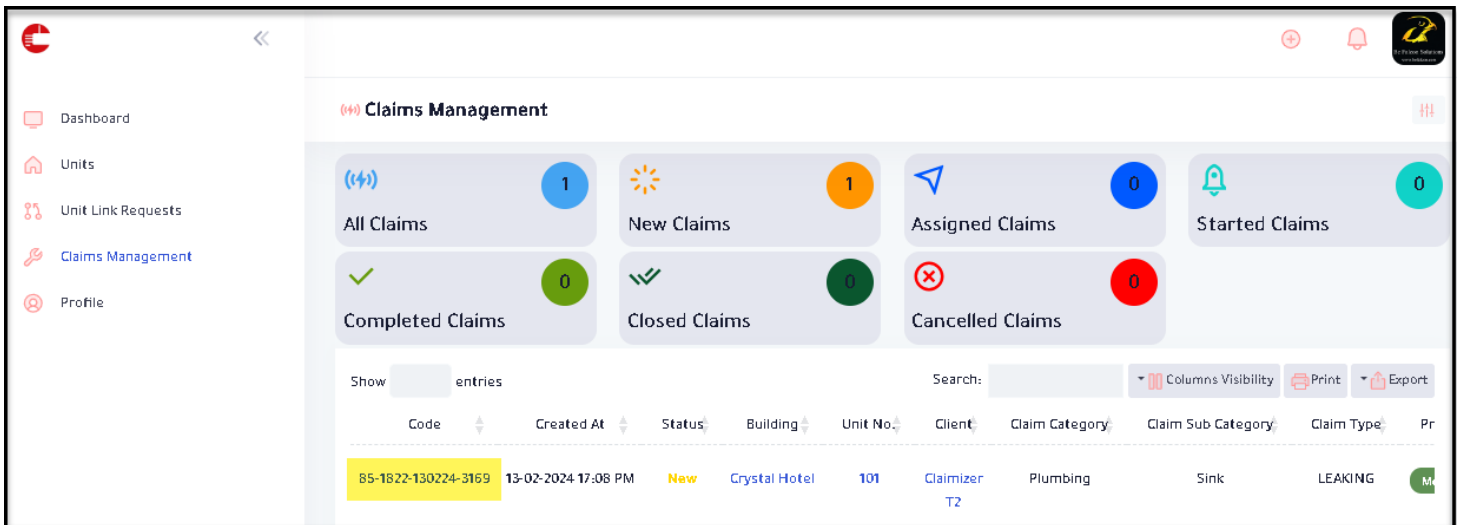 Dashboard
Units
Unit Link Requests
Claims Management
Profile
Claims Management
1
All Claims
1
New Claims
0
Assigned Claims
0
Started Claims
0
Completed Claims
0
Closed Claims
0
Cancelled Claims
Show entries Search: Columns Visibility Print Export
Code Created At Status Building Unit No. Client Claim Category Claim Sub Category Claim Type Pr
85-1822-130224-3169 13-02-2024 17:08 PM New Crystal Hotel 101 Claimizer Plumbing Sink LEAKING
T2